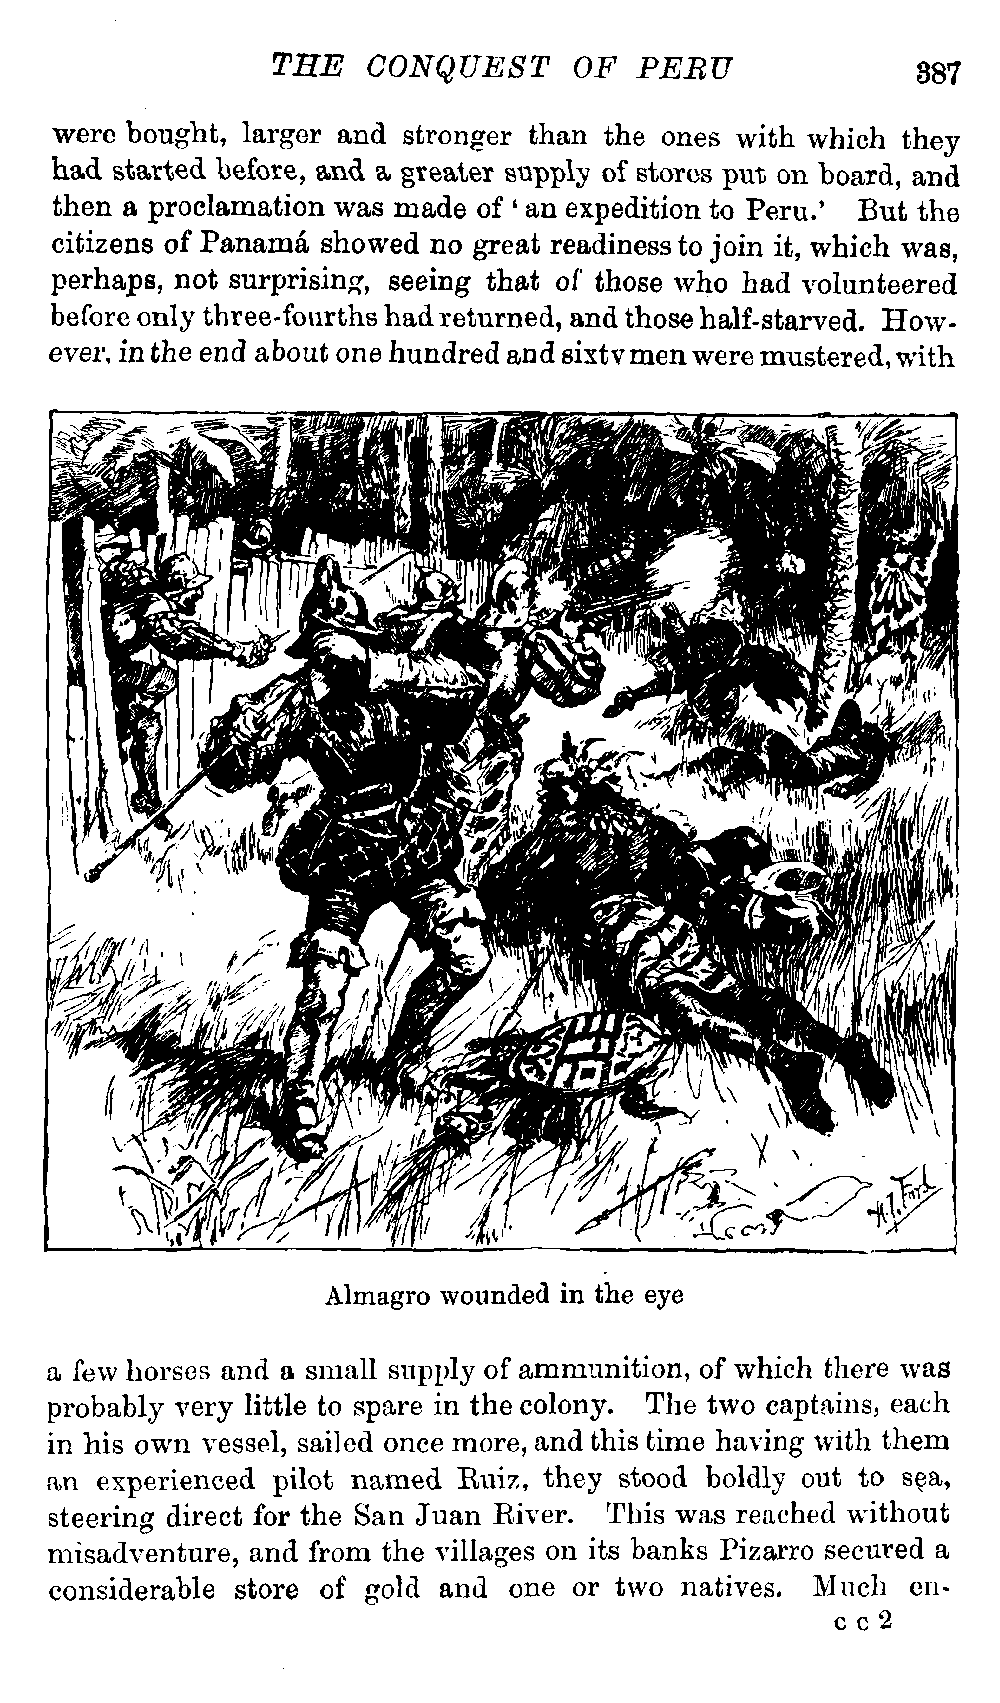 THE CONQUEST OF PERU 387
were bought, larger and stronger than the ones with which they
had started before, and a greater supply of stores put on board, and
then a proclamation was made of ‘ an expedition to Peru.’ But the
citizens of Panamá showed no great readiness to join it, which was,
perhaps, not surprising, seeing that of those who had volunteered
before only three-fourths had returned, and those half-starved. How-
ever, in the end about one hundred and sixty men were mustered, with
H. J. Ford
Almagro wounded in the eye
a few horses and a small supply of ammunition, of which there was
probably very little to spare in the colony. The two captains, each
in his own vessel, sailed once more, and this time having with them
an experienced pilot named Ruiz, they stood boldly out to sea,
steering direct for the San Juan River. This was reached without
misadventure, and from the villages on its banks Pizarro secured a
considerable store of gold and one or two natives. Much en-
C C 2